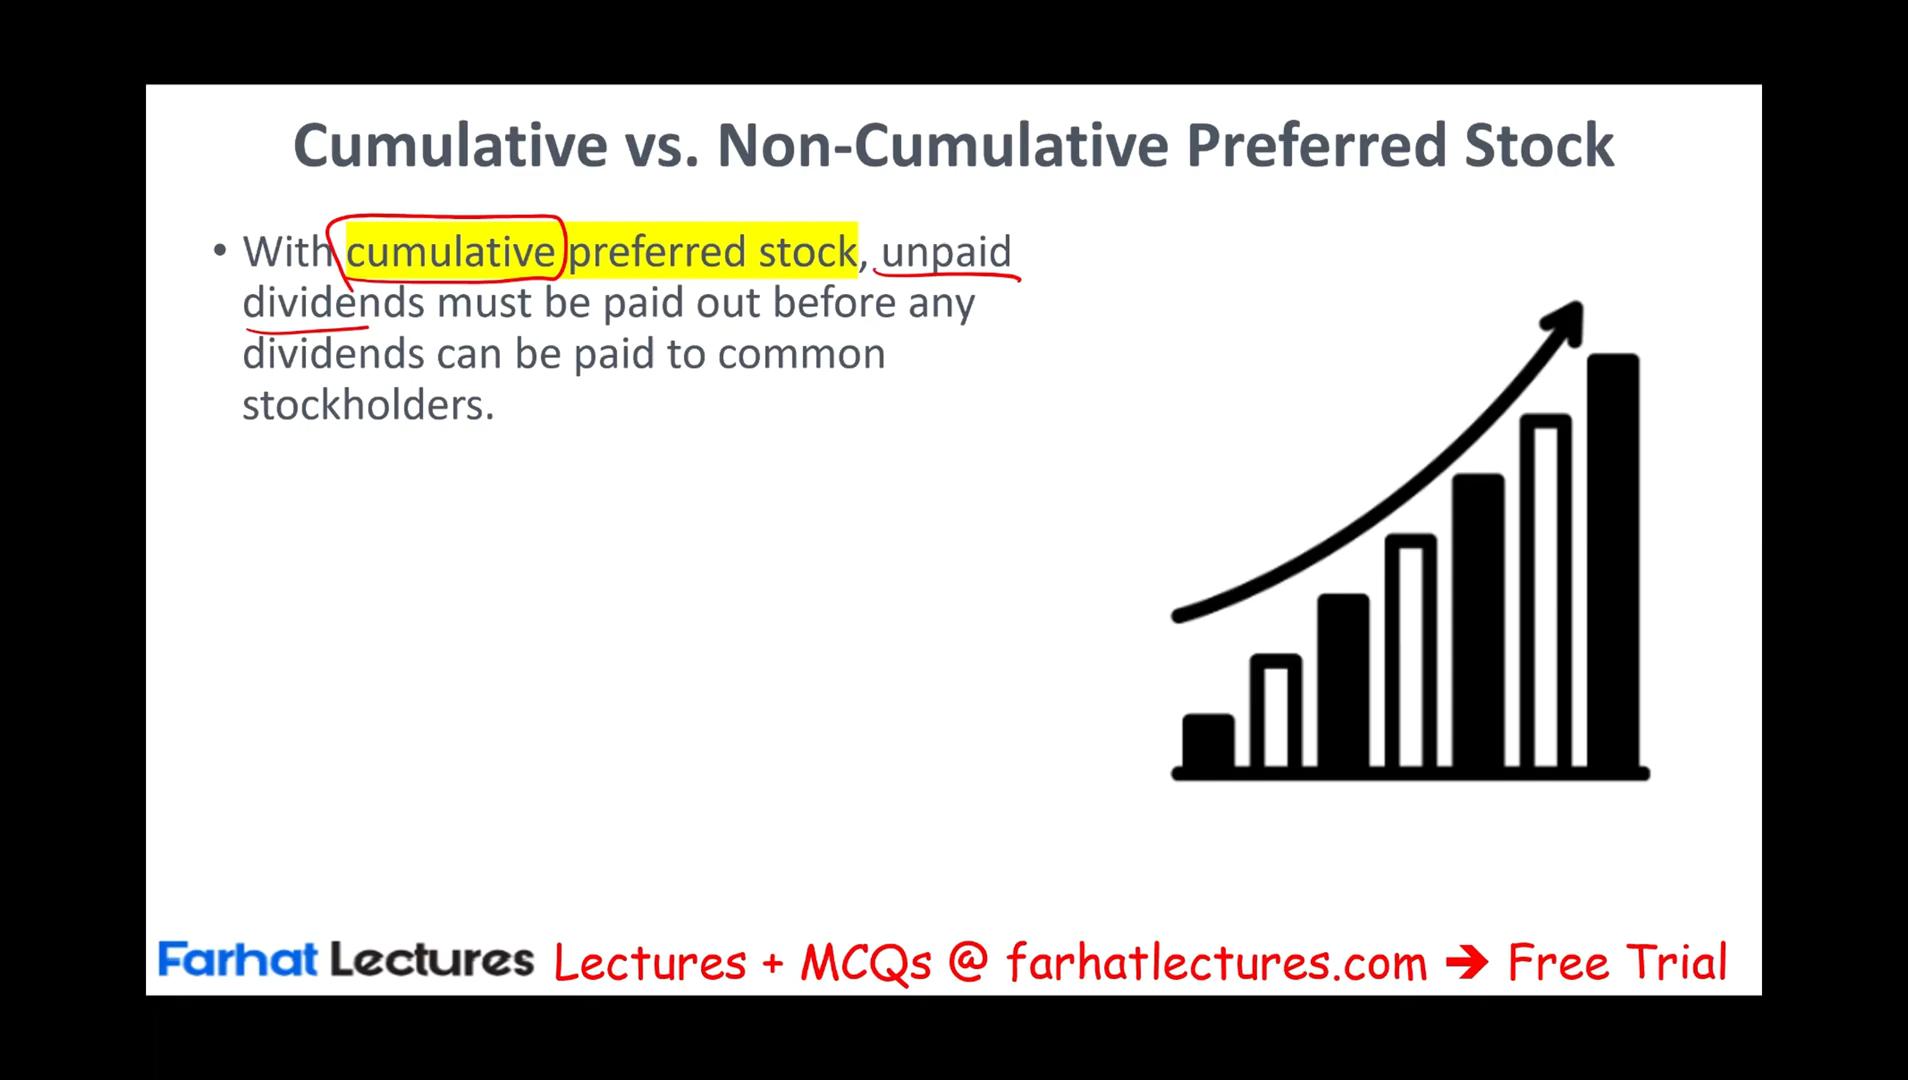 Cumulative vs. Non-Cumulative Preferred Stock
• With cumulative preferred stock, unpaid
dividends must be paid out before any
dividends can be paid to common
stockholders.
Farhat Lectures Lectures + MCQs @ farhatlectures.com ➔ Free Trial